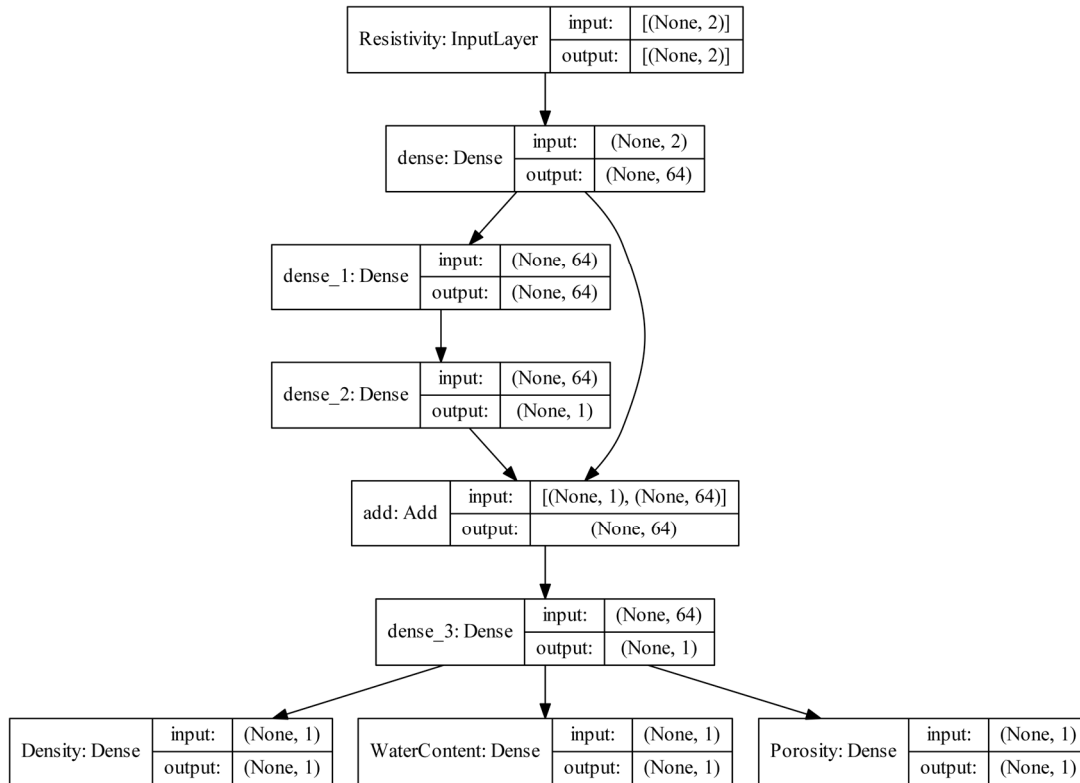 Resistivity: InputLayer
input: [(None, 2)]
output: [(None, 2)]
dense: Dense
input: (None, 2)
output: (None, 64)
dense_1: Dense
input: (None, 64)
output: (None, 64)
dense_2: Dense
input: (None, 64)
output: (None, 1)
add: Add
input: [(None, 1), (None, 64)]
output: (None, 64)
dense_3: Dense
input: (None, 64)
output: (None, 1)
Density: Dense
input: (None, 1)
output: (None, 1)
WaterContent: Dense
input: (None, 1)
output: (None, 1)
Porosity: Dense
input: (None, 1)
output: (None, 1)